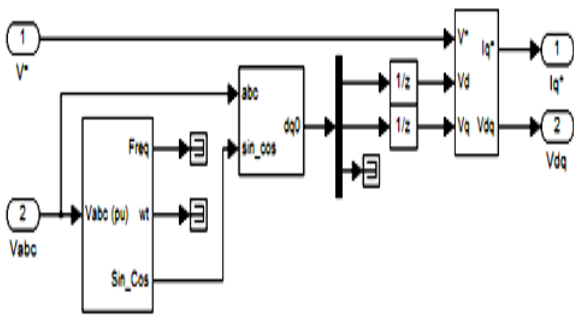 1
V*
V*
Iq*
1
Iq*
abc
1/z
Vd
dq0
1/z
Vq
Vdq
2
Vdq
sin_cos
Freq
2
Vabc
Vabc (pu)
wt
Sin_Cos